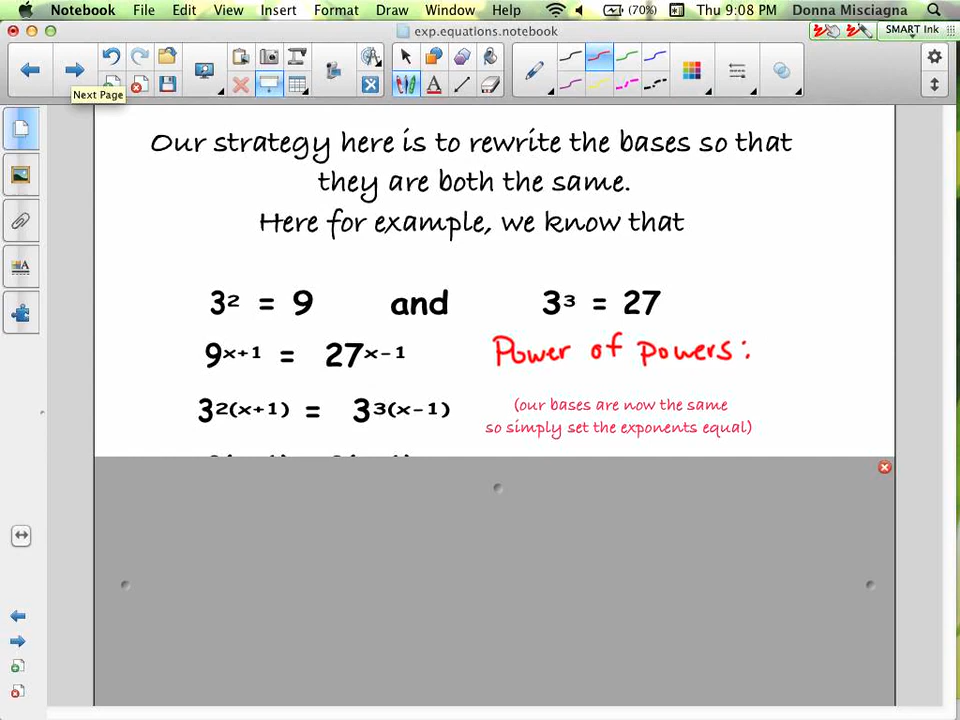 Notebook File Edit View Insert Format Draw Window Help (70%) Thu 9:08 PM Donna Misciagna
exp.equations.notebook
SMART Ink
Next Page
Our strategy here is to rewrite the bases so that
they are both the same.
Here for example, we know that
3² = 9 and 3³ = 27
9ˣ⁺¹ = 27ˣ⁻¹ Power of powers:
3²⁽ˣ⁺¹⁾ = 3³⁽ˣ⁻¹⁾ (our bases are now the same
so simply set the exponents equal)